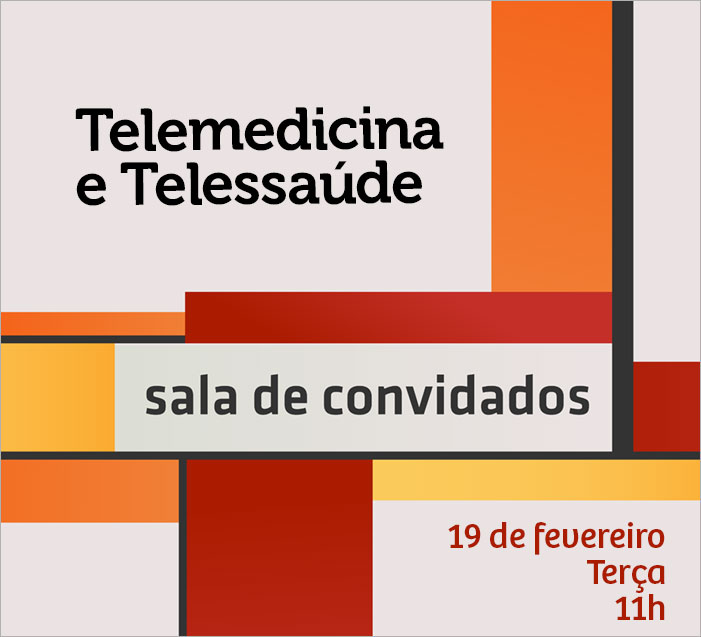 Telemedicina
e Telessaúde
sala de convidados
19 de fevereiro
Terça
11h